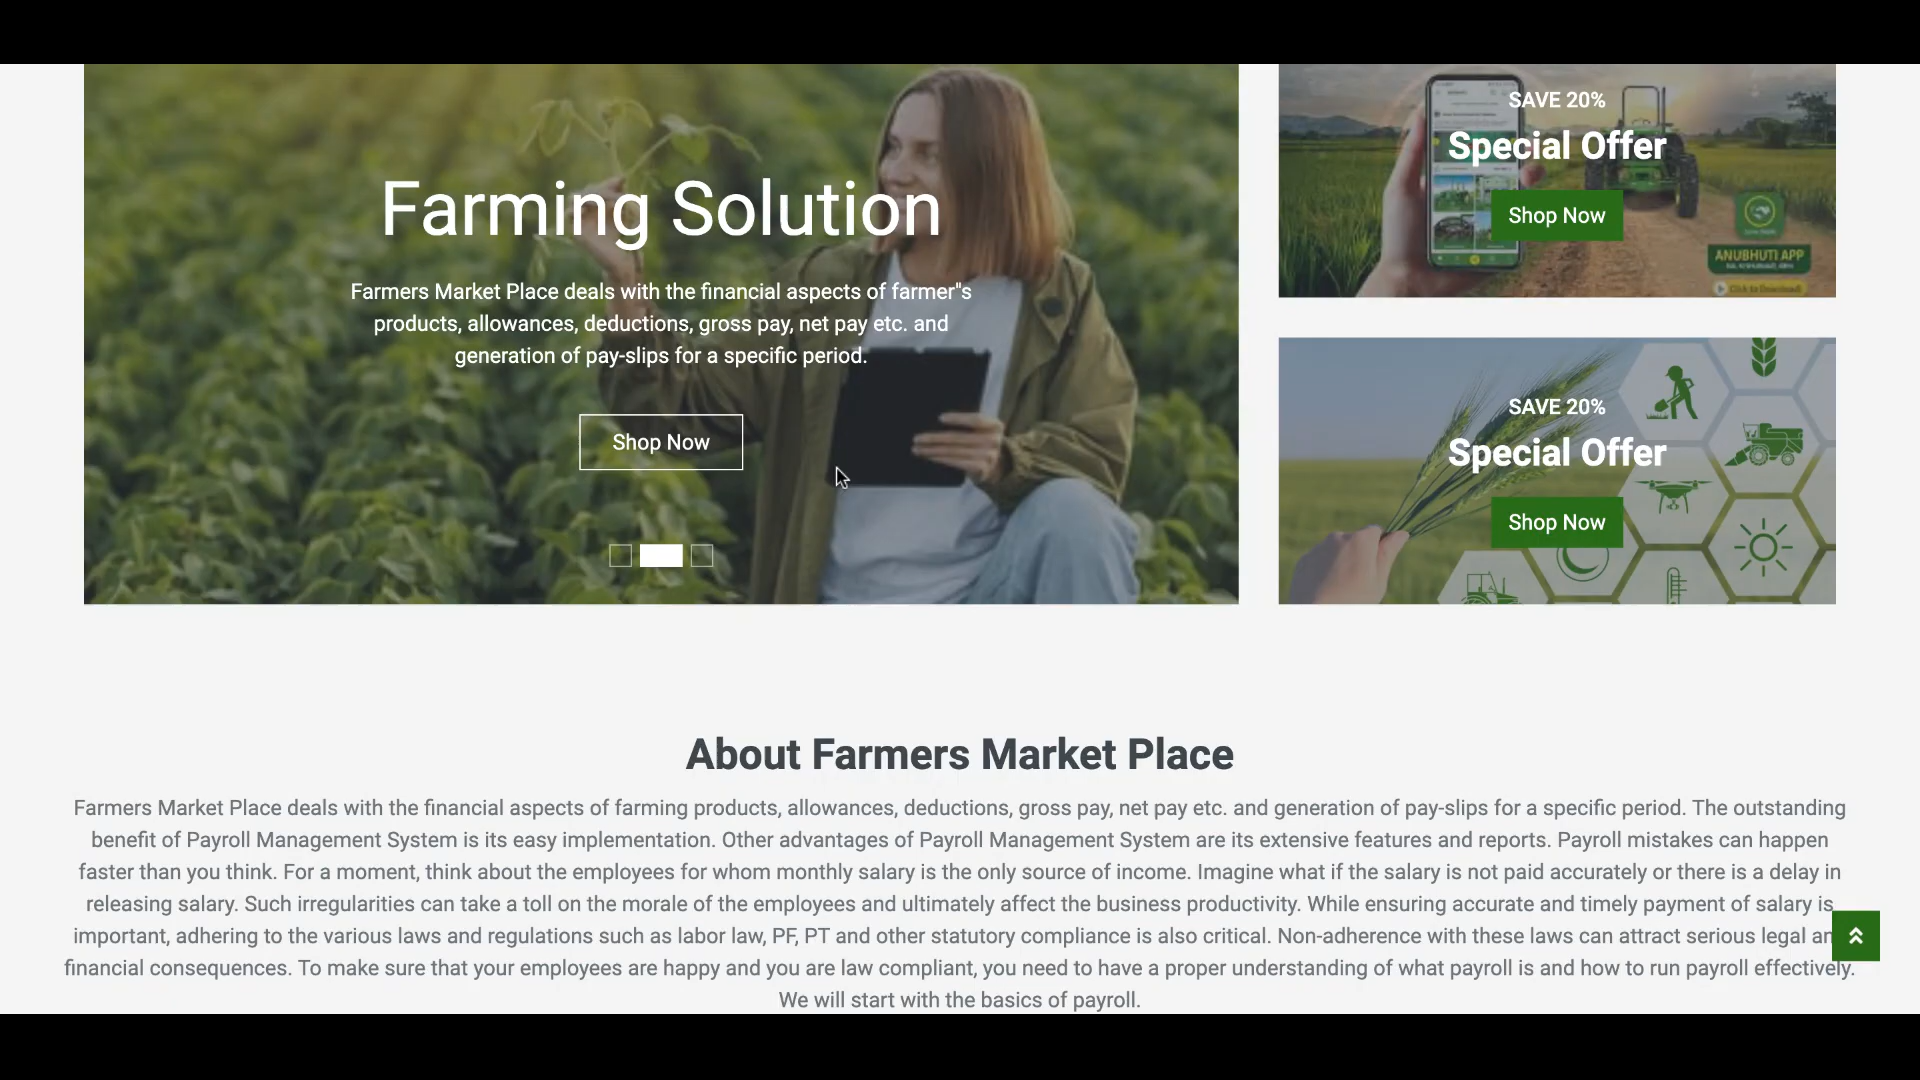 Farming Solution
Farmers Market Place deals with the financial aspects of farmer"s
products, allowances, deductions, gross pay, net pay etc. and
generation of pay-slips for a specific period.
Shop Now
SAVE 20%
Special Offer
Shop Now
ANUBHUTI APP
Click to Download
SAVE 20%
Special Offer
Shop Now
About Farmers Market Place
Farmers Market Place deals with the financial aspects of farming products, allowances, deductions, gross pay, net pay etc. and generation of pay-slips for a specific period. The outstanding
benefit of Payroll Management System is its easy implementation. Other advantages of Payroll Management System are its extensive features and reports. Payroll mistakes can happen
faster than you think. For a moment, think about the employees for whom monthly salary is the only source of income. Imagine what if the salary is not paid accurately or there is a delay in
releasing salary. Such irregularities can take a toll on the morale of the employees and ultimately affect the business productivity. While ensuring accurate and timely payment of salary is
important, adhering to the various laws and regulations such as labor law, PF, PT and other statutory compliance is also critical. Non-adherence with these laws can attract serious legal an
financial consequences. To make sure that your employees are happy and you are law compliant, you need to have a proper understanding of what payroll is and how to run payroll effectively.
We will start with the basics of payroll.